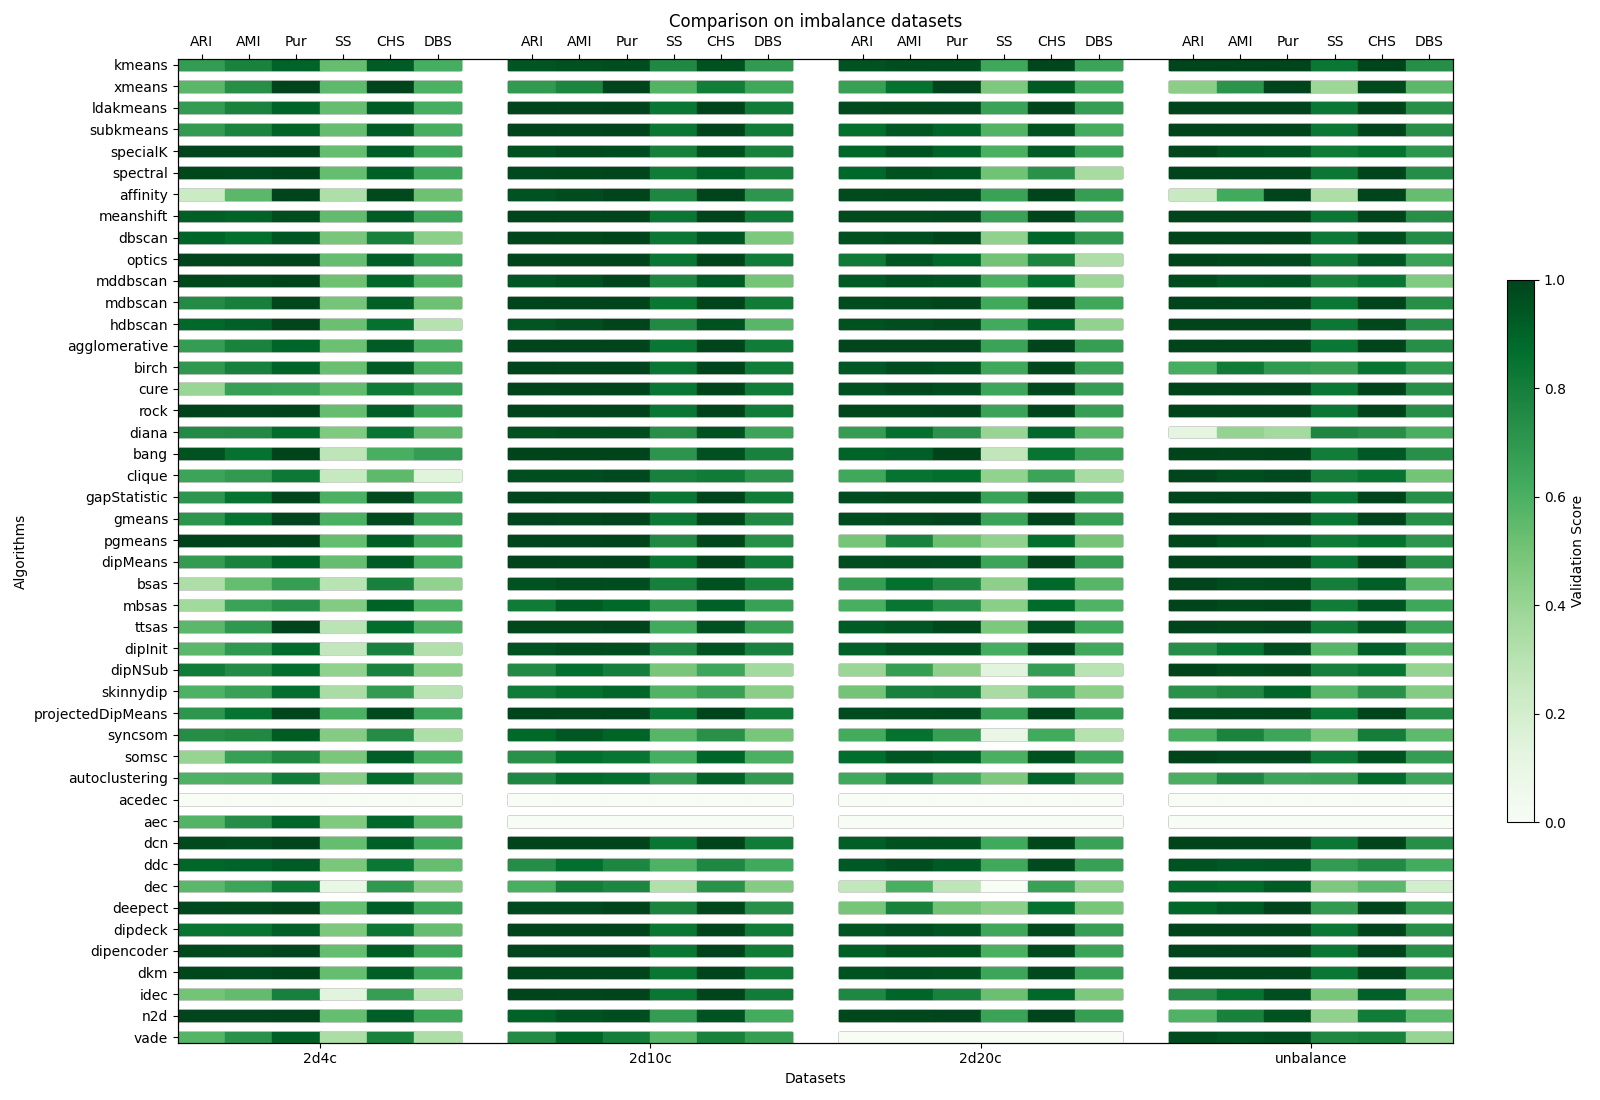 Comparison on imbalance datasets
ARI AMI Pur SS CHS DBS ARI AMI Pur SS CHS DBS ARI AMI Pur SS CHS DBS ARI AMI Pur SS CHS DBS
kmeans
xmeans
ldakmeans
subkmeans
specialK
spectral
affinity
meanshift
dbscan
optics
mddbscan
mdbscan
hdbscan
agglomerative
birch
cure
rock
diana
bang
clique
gapStatistic
gmeans
pgmeans
dipMeans
bsas
mbsas
ttsas
dipInit
dipNSub
skinnydip
projectedDipMeans
syncsom
somsc
autoclustering
acedec
aec
dcn
ddc
dec
deepect
dipdeck
dipencoder
dkm
idec
n2d
vade
Algorithms
2d4c 2d10c 2d20c unbalance
Datasets
1.0
0.8
0.6
0.4
0.2
0.0
Validation Score